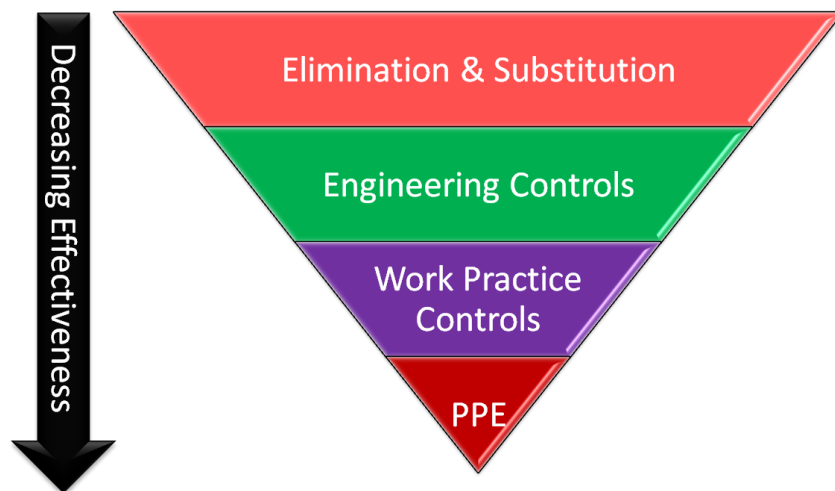 Decreasing Effectiveness
Elimination & Substitution
Engineering Controls
Work Practice
Controls
PPE